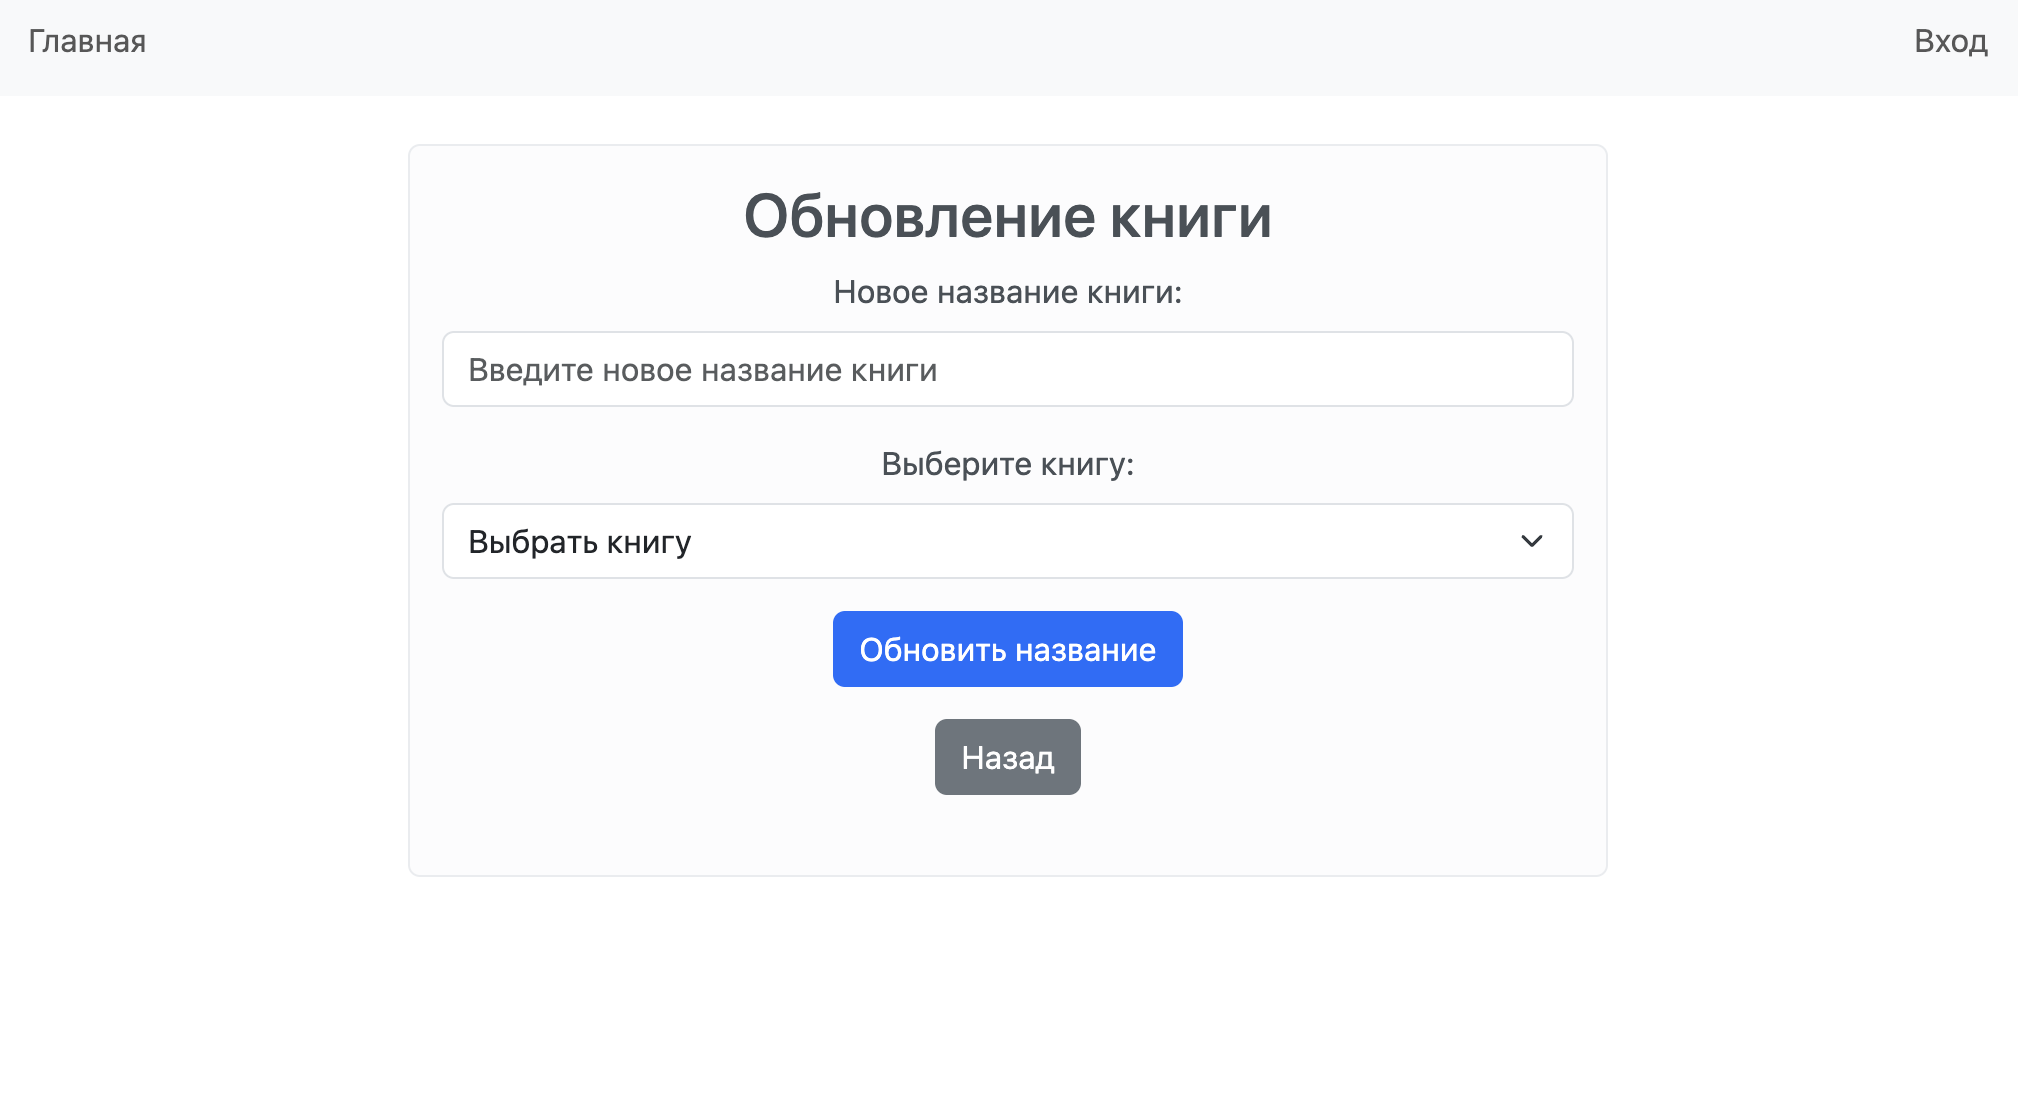 Главная
Вход
Обновление книги
Новое название книги:
Введите новое название книги
Выберите книгу:
Выбрать книгу
Обновить название
Назад